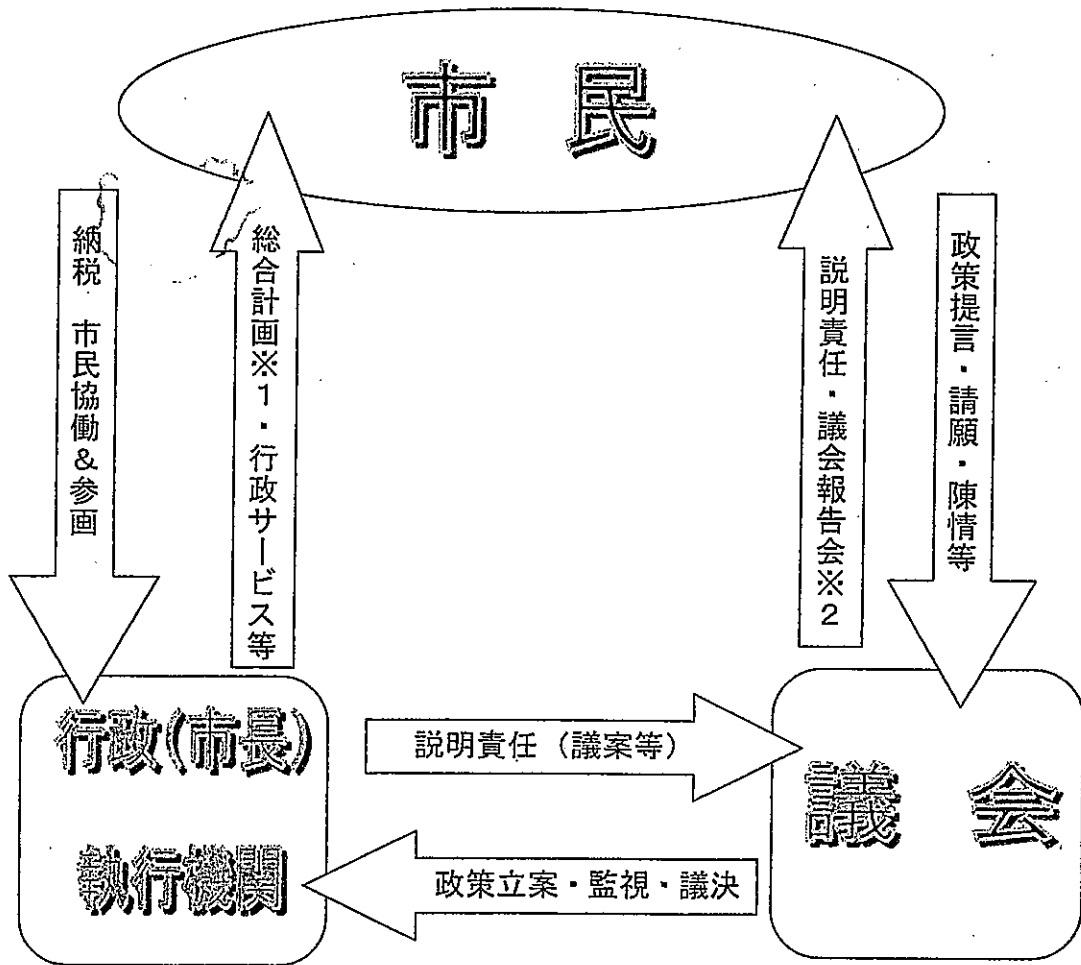 市　民
納税　市民協働＆参画
総合計画※１・行政サービス等
説明責任・議会報告会※２
政策提言・請願・陳情等
行政(市長)
執行機関
説明責任（議案等）
政策立案・監視・議決
議　会